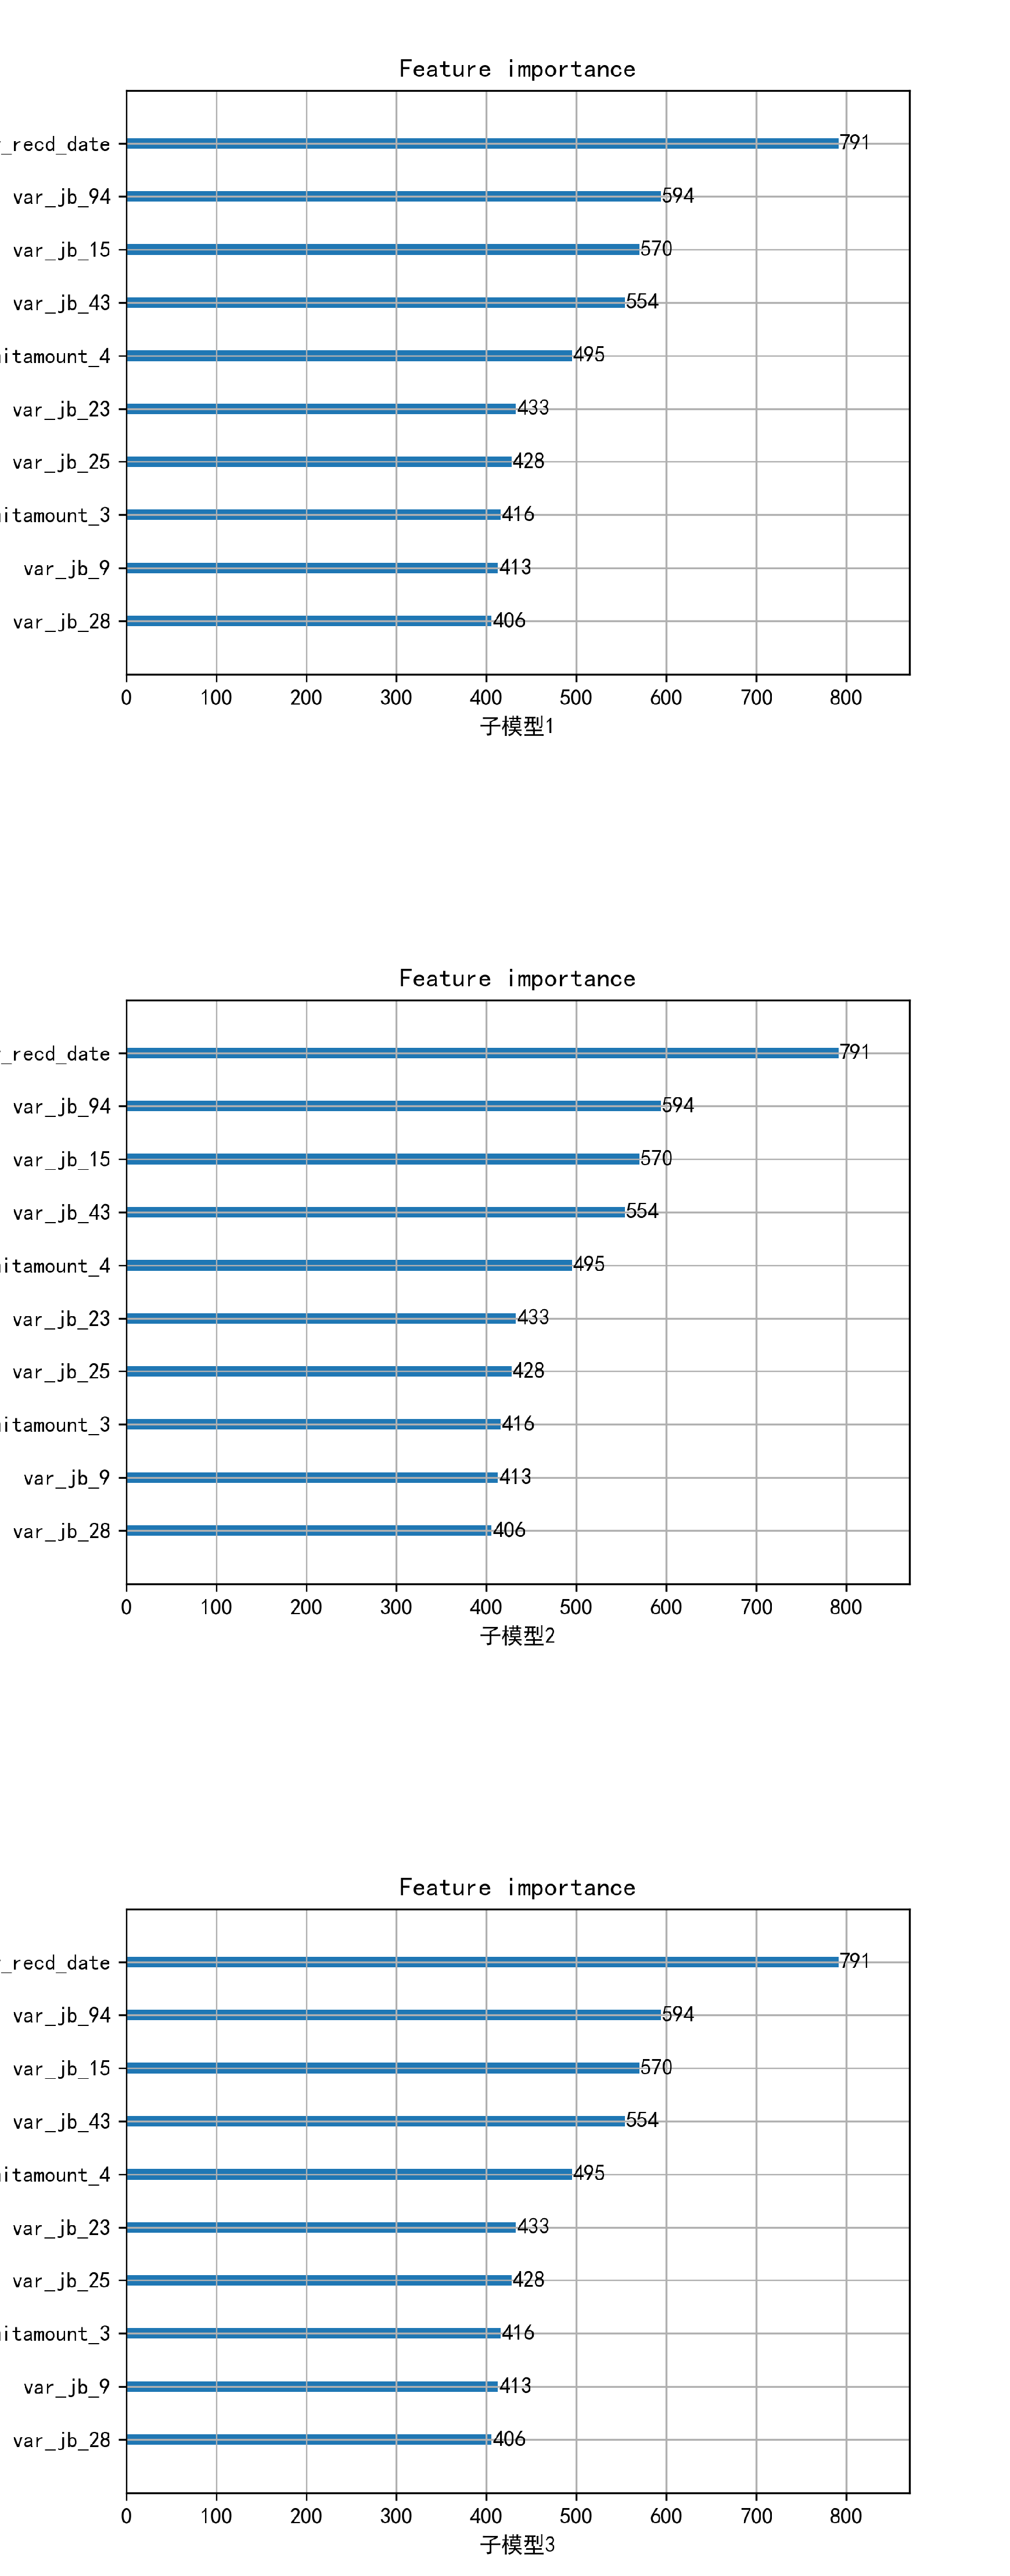 Feature importance
_recd_date 791
var_jb_94 594
var_jb_15 570
var_jb_43 554
itamount_4 495
var_jb_23 433
var_jb_25 428
itamount_3 416
var_jb_9 413
var_jb_28 406
0 100 200 300 400 500 600 700 800
子模型1
Feature importance
_recd_date 791
var_jb_94 594
var_jb_15 570
var_jb_43 554
itamount_4 495
var_jb_23 433
var_jb_25 428
itamount_3 416
var_jb_9 413
var_jb_28 406
0 100 200 300 400 500 600 700 800
子模型2
Feature importance
_recd_date 791
var_jb_94 594
var_jb_15 570
var_jb_43 554
itamount_4 495
var_jb_23 433
var_jb_25 428
itamount_3 416
var_jb_9 413
var_jb_28 406
0 100 200 300 400 500 600 700 800
子模型3